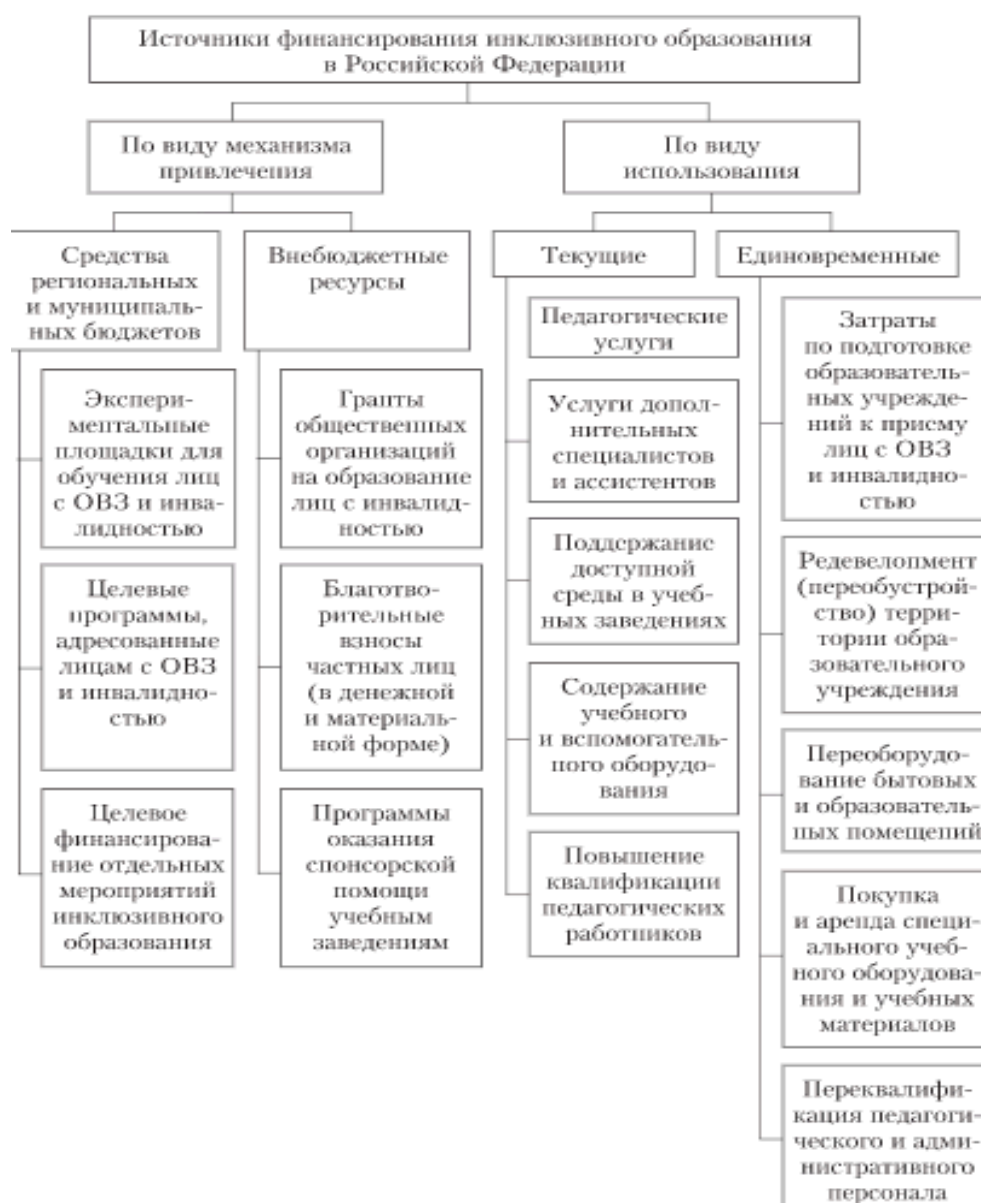 Источники финансирования инклюзивного образования
в Российской Федерации
По виду механизма
привлечения
По виду
использования
Средства
региональных
и муниципаль-
ных бюджетов
Внебюджетные
ресурсы
Текущие
Единовременные
Экспери-
ментальные
площадки для
обучения лиц
с ОВЗ и инва-
лидностью
Целевые
программы,
адресованные
лицам с ОВЗ
и инвалидно-
стью
Целевое
финансирова-
ние отдельных
мероприятий
инклюзивного
образования
Гранты
общественных
организаций
на образование
лиц с инвалид-
ностью
Благотво-
рительные
взносы
частных лиц
(в денежной
и материаль-
ной форме)
Программы
оказания
спонсорской
помощи
учебным
заведениям
Педагогические
услуги
Услуги допол-
нительных
специалистов
и ассистентов
Поддержание
доступной
среды в учеб-
ных заведениях
Содержание
учебного
и вспомогатель-
ного оборудо-
вания
Повышение
квалификации
педагогических
работников
Затраты
по подготовке
образователь-
ных учрежде-
ний к присму
лиц с ОВЗ
и инвалидно-
стью
Редевелопмент
(переобустрой-
ство) терри-
тории обра-
зовательного
учреждения
Переоборудо-
вание бытовых
и образователь-
ных помещений
Покупка
и аренда специ-
ального учеб-
ного оборудова-
ния и учебных
материалов
Переквалифи-
кация педагоги-
ческого и адми-
нистративного
персонала